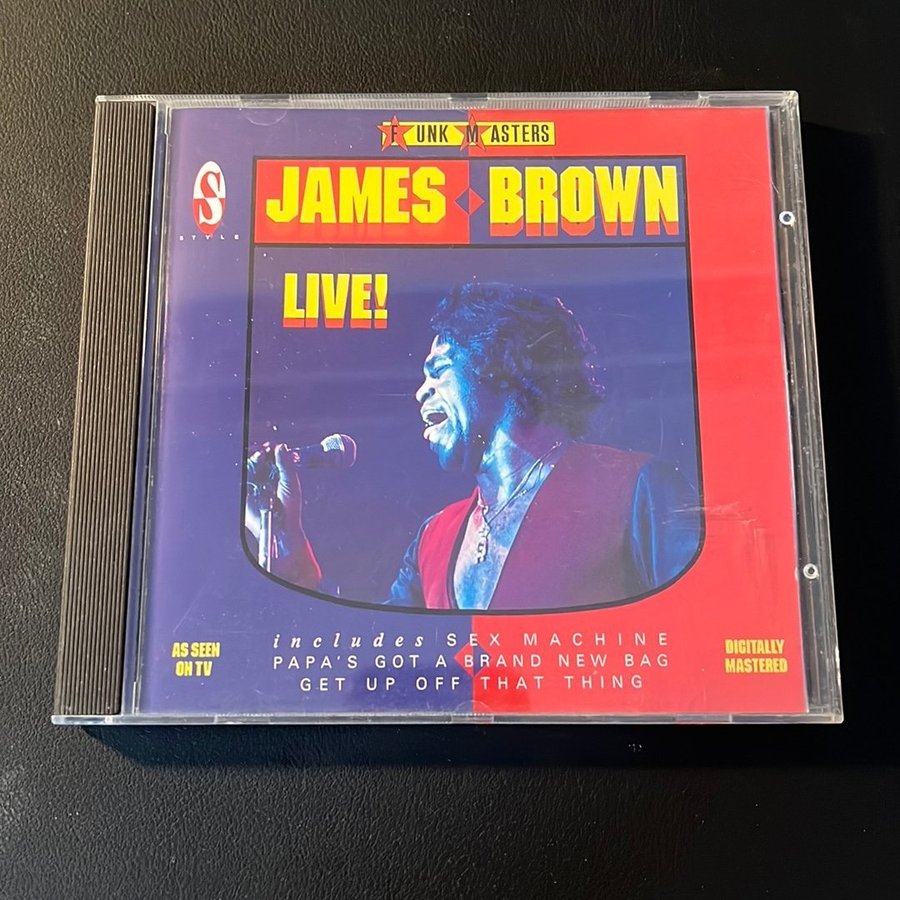 FUNK MASTERS
S
STYLE
JAMES BROWN
LIVE!
includes SEX MACHINE
PAPA'S GOT A BRAND NEW BAG
GET UP OFF THAT THING
AS SEEN
ON TV
DIGITALLY
MASTERED